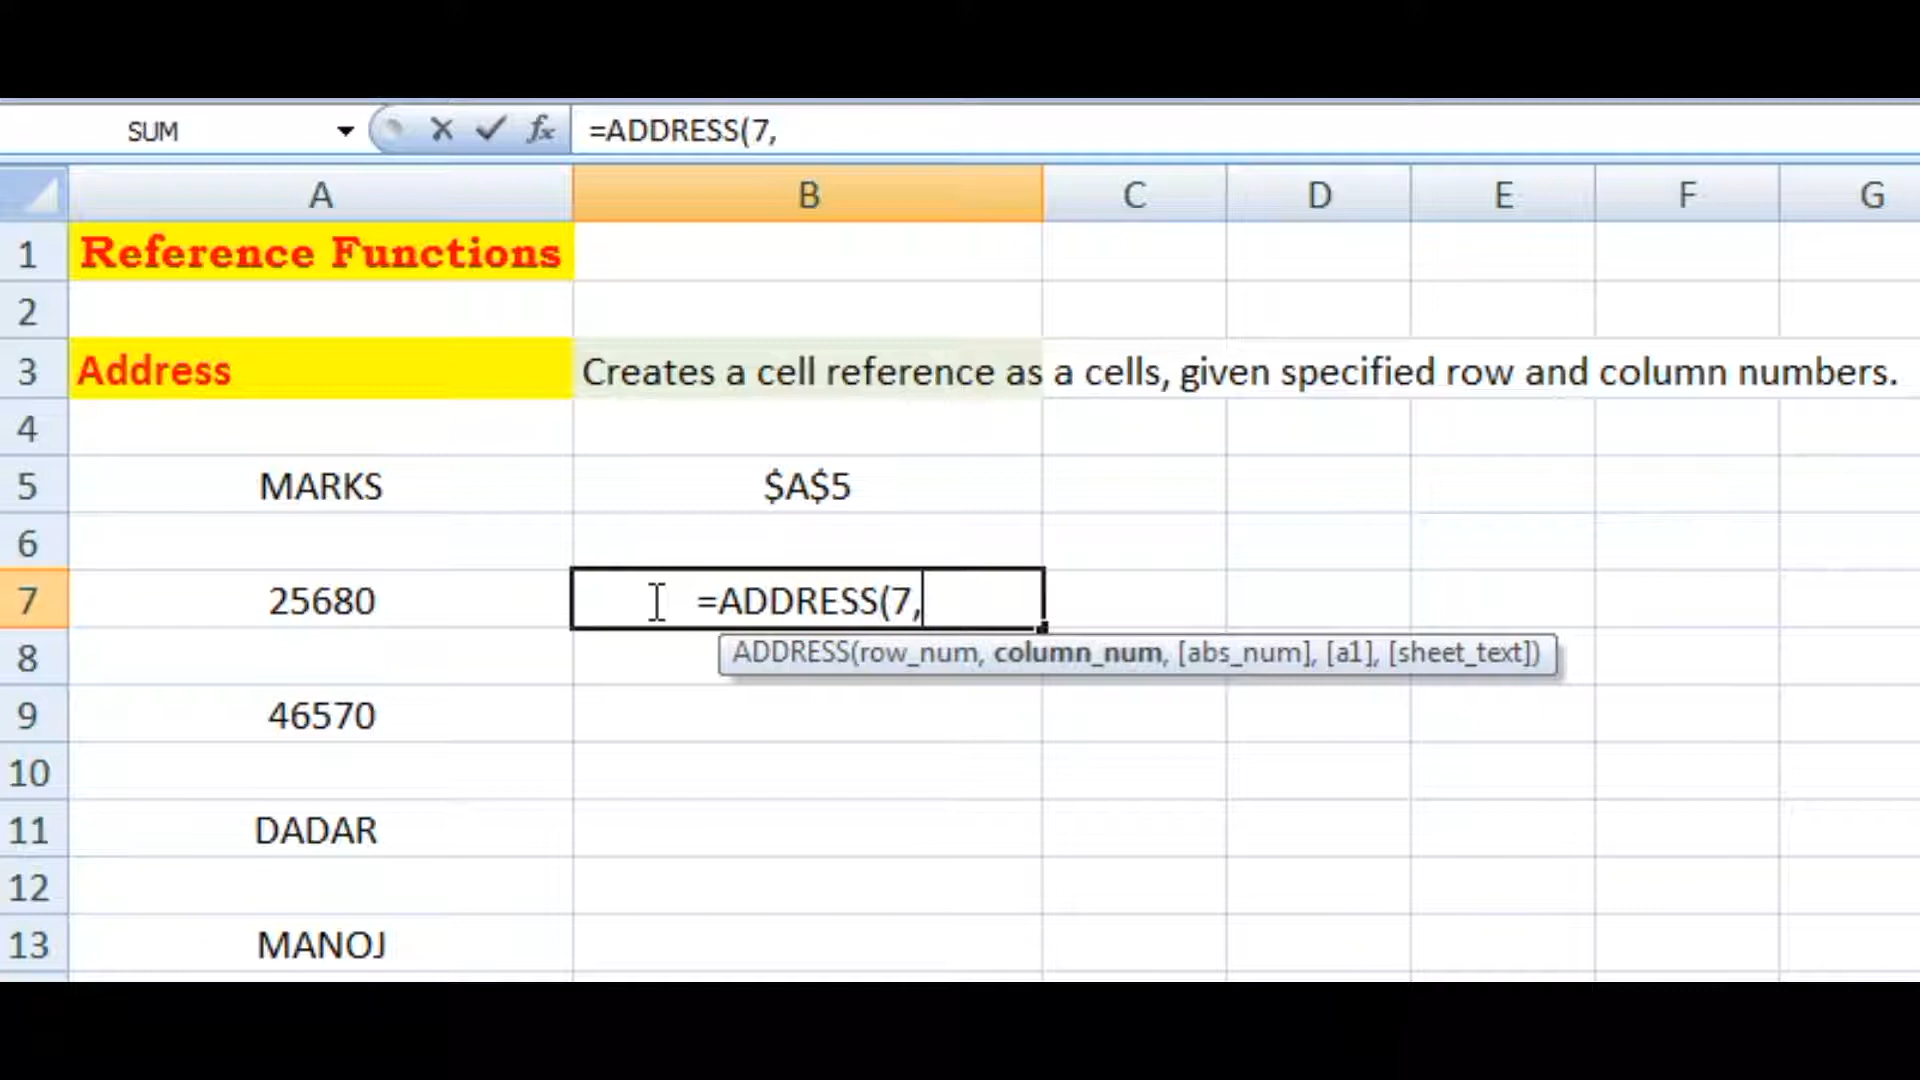 SUM fx =ADDRESS(7,
A B C D E F G
1 Reference Functions
2
3 Address Creates a cell reference as a cells, given specified row and column numbers.
4
5 MARKS $A$5
6
7 25680 =ADDRESS(7,
8 ADDRESS(row_num, column_num, [abs_num], [a1], [sheet_text])
9 46570
10
11 DADAR
12
13 MANOJ